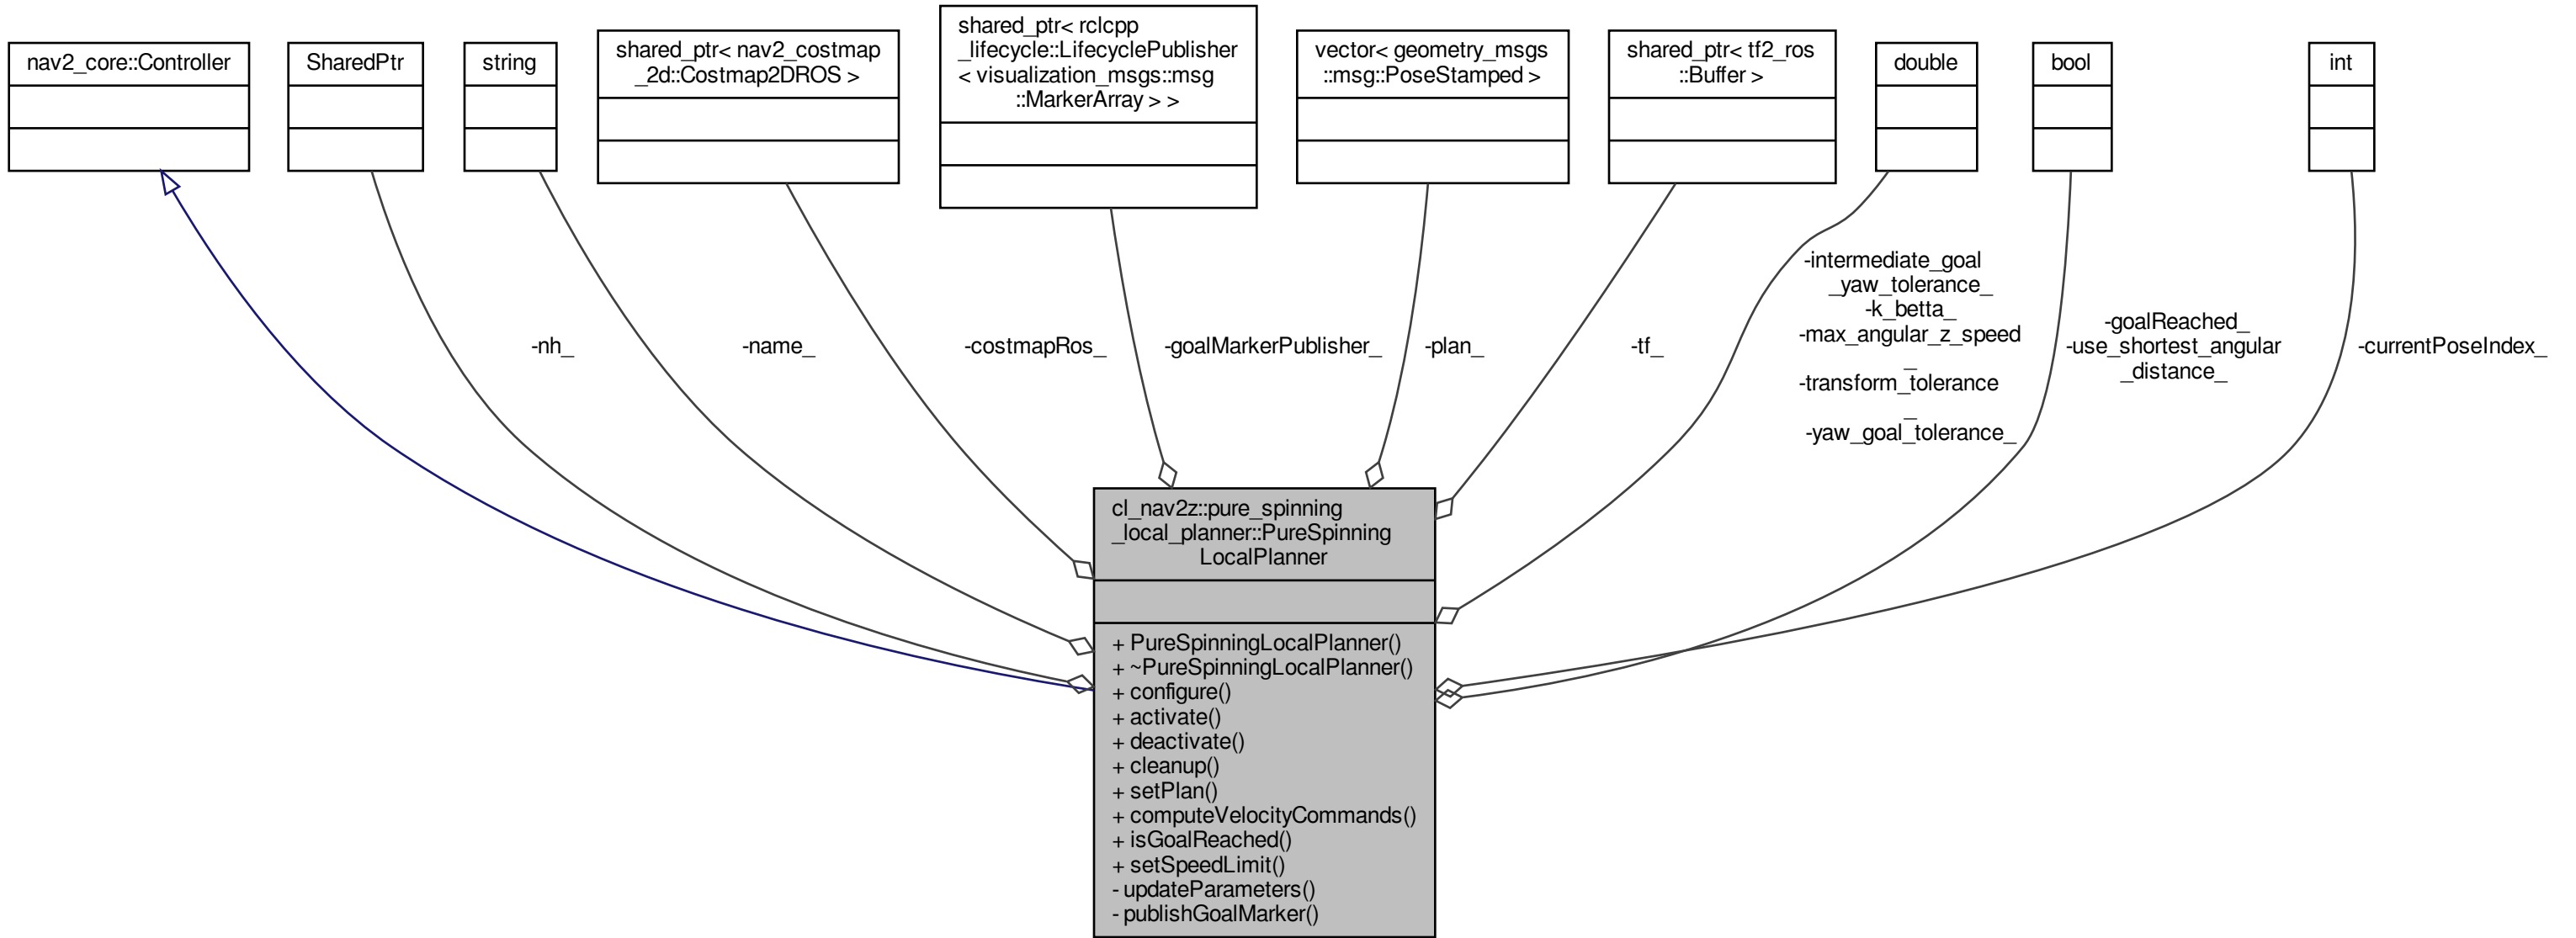 nav2_core::Controller
SharedPtr
string
shared_ptr< nav2_costmap
_2d::Costmap2DROS >
shared_ptr< rclcpp
_lifecycle::LifecyclePublisher
< visualization_msgs::msg
::MarkerArray > >
vector< geometry_msgs
::msg::PoseStamped >
shared_ptr< tf2_ros
::Buffer >
double
bool
int
-nh_
-name_
-costmapRos_
-goalMarkerPublisher_
-plan_
-tf_
-intermediate_goal
_yaw_tolerance_
-k_betta_
-max_angular_z_speed
_
-transform_tolerance
_
-yaw_goal_tolerance_
-goalReached_
-use_shortest_angular
_distance_
-currentPoseIndex_
cl_nav2z::pure_spinning
_local_planner::PureSpinning
LocalPlanner
+ PureSpinningLocalPlanner()
+ ~PureSpinningLocalPlanner()
+ configure()
+ activate()
+ deactivate()
+ cleanup()
+ setPlan()
+ computeVelocityCommands()
+ isGoalReached()
+ setSpeedLimit()
- updateParameters()
- publishGoalMarker()